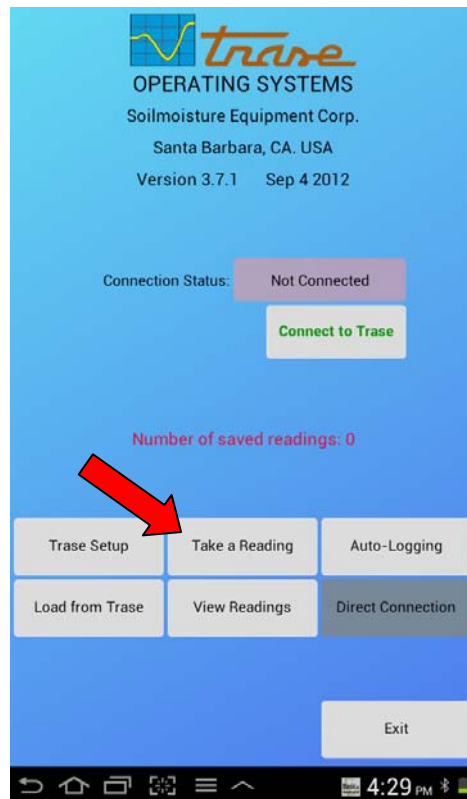 trase
OPERATING SYSTEMS
Soilmoisture Equipment Corp.
Santa Barbara, CA. USA
Version 3.7.1 Sep 4 2012
Connection Status: Not Connected
Connect to Trase
Number of saved readings: 0
Trase Setup Take a Reading Auto-Logging
Load from Trase View Readings Direct Connection
Exit
4:29 PM